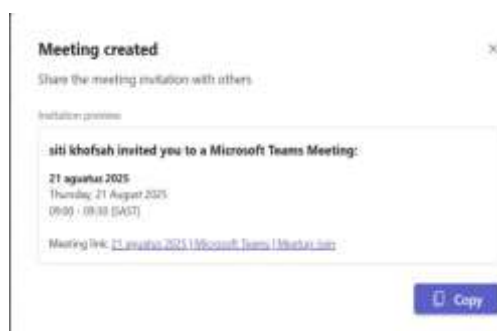 Meeting created
Share the meeting invitation with others
Invitation preview
siti khofsah invited you to a Microsoft Teams Meeting:
21 agustus 2025
Thursday, 21 August 2025
09:00 - 09:30 (SAST)
Meeting link: 21 agustus 2025 | Microsoft Teams | Meetup-Join
Copy